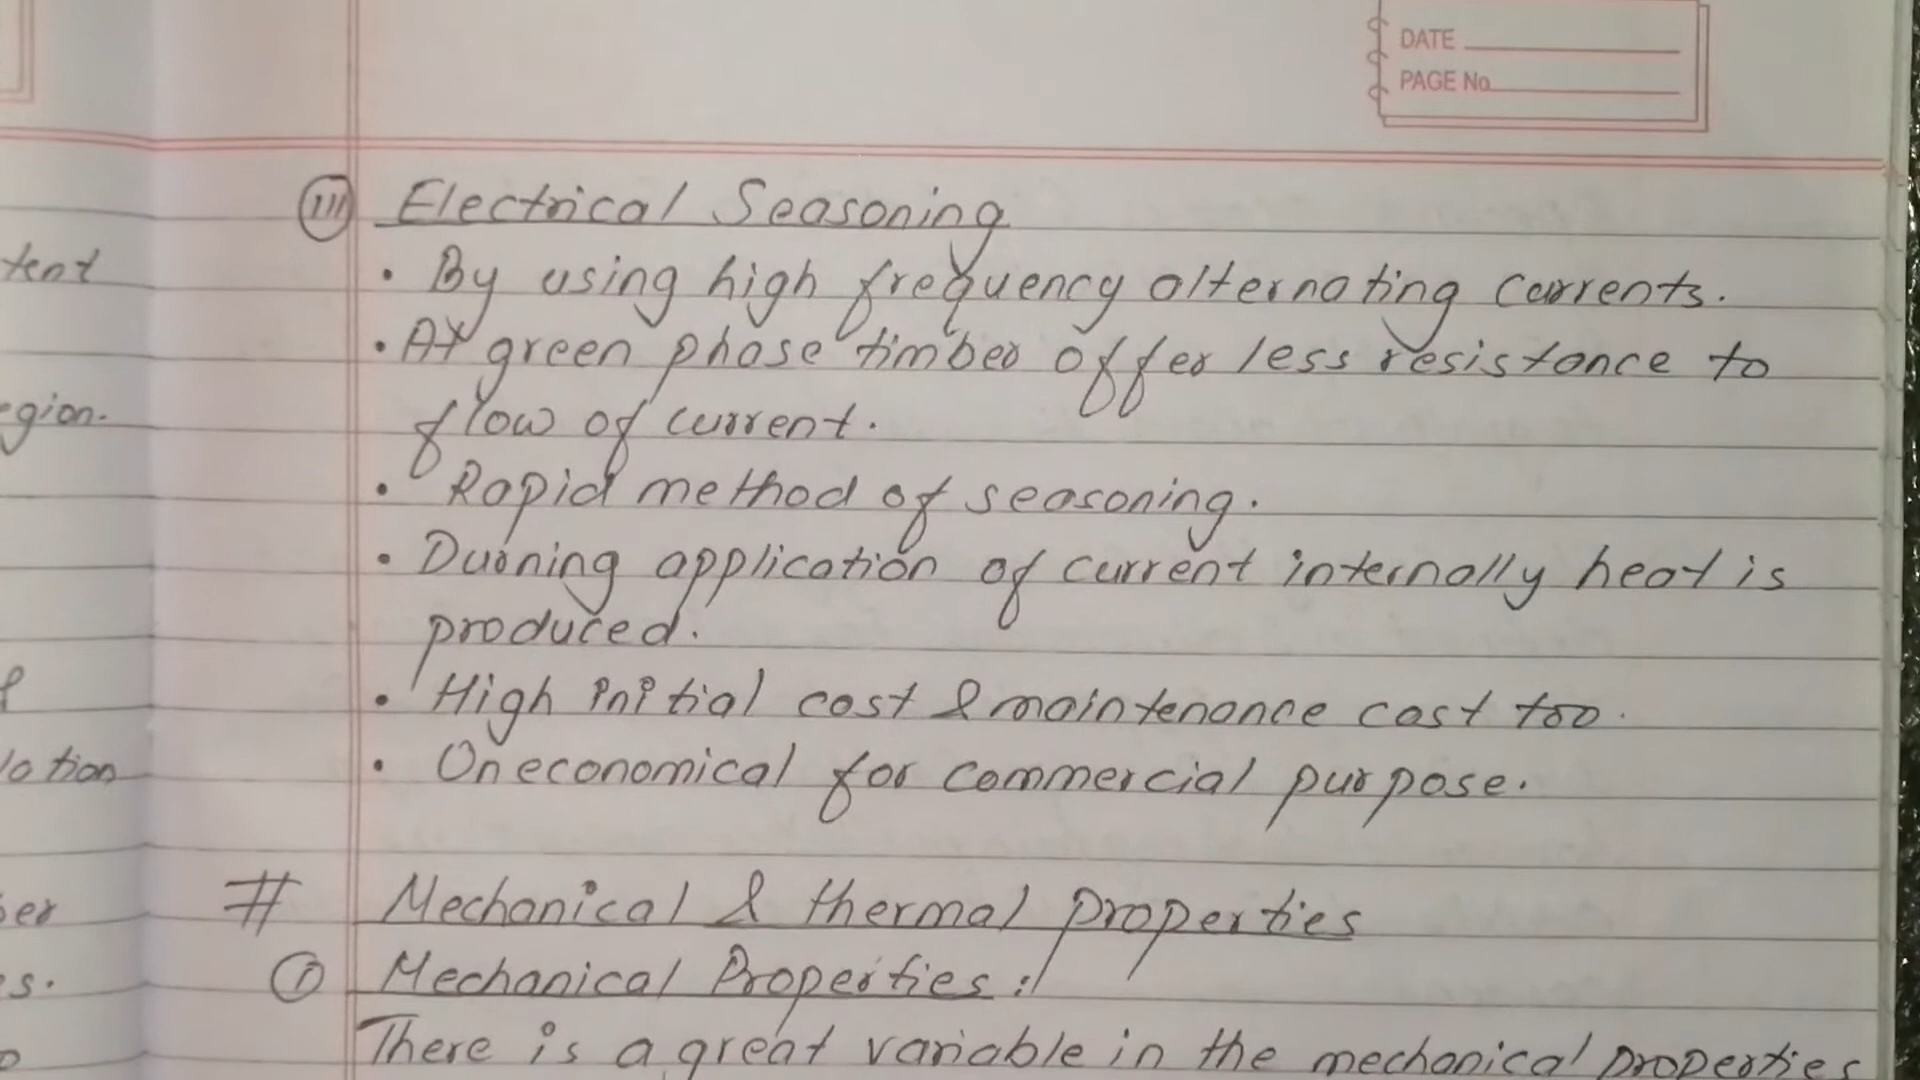 DATE
PAGE No.
(iii) Electrical Seasoning
• By using high frequency alternating currents.
• At green phase timber offer less resistance to
flow of current.
• Rapid method of seasoning.
• During application of current internally heat is
produced.
• High initial cost & maintenance cost too.
• Oneconomical for commercial purpose.
# Mechanical & thermal properties
(i) Mechanical Properties :/
There is a great variable in the mechanical properties
tent
egion.
lation
ber
es.